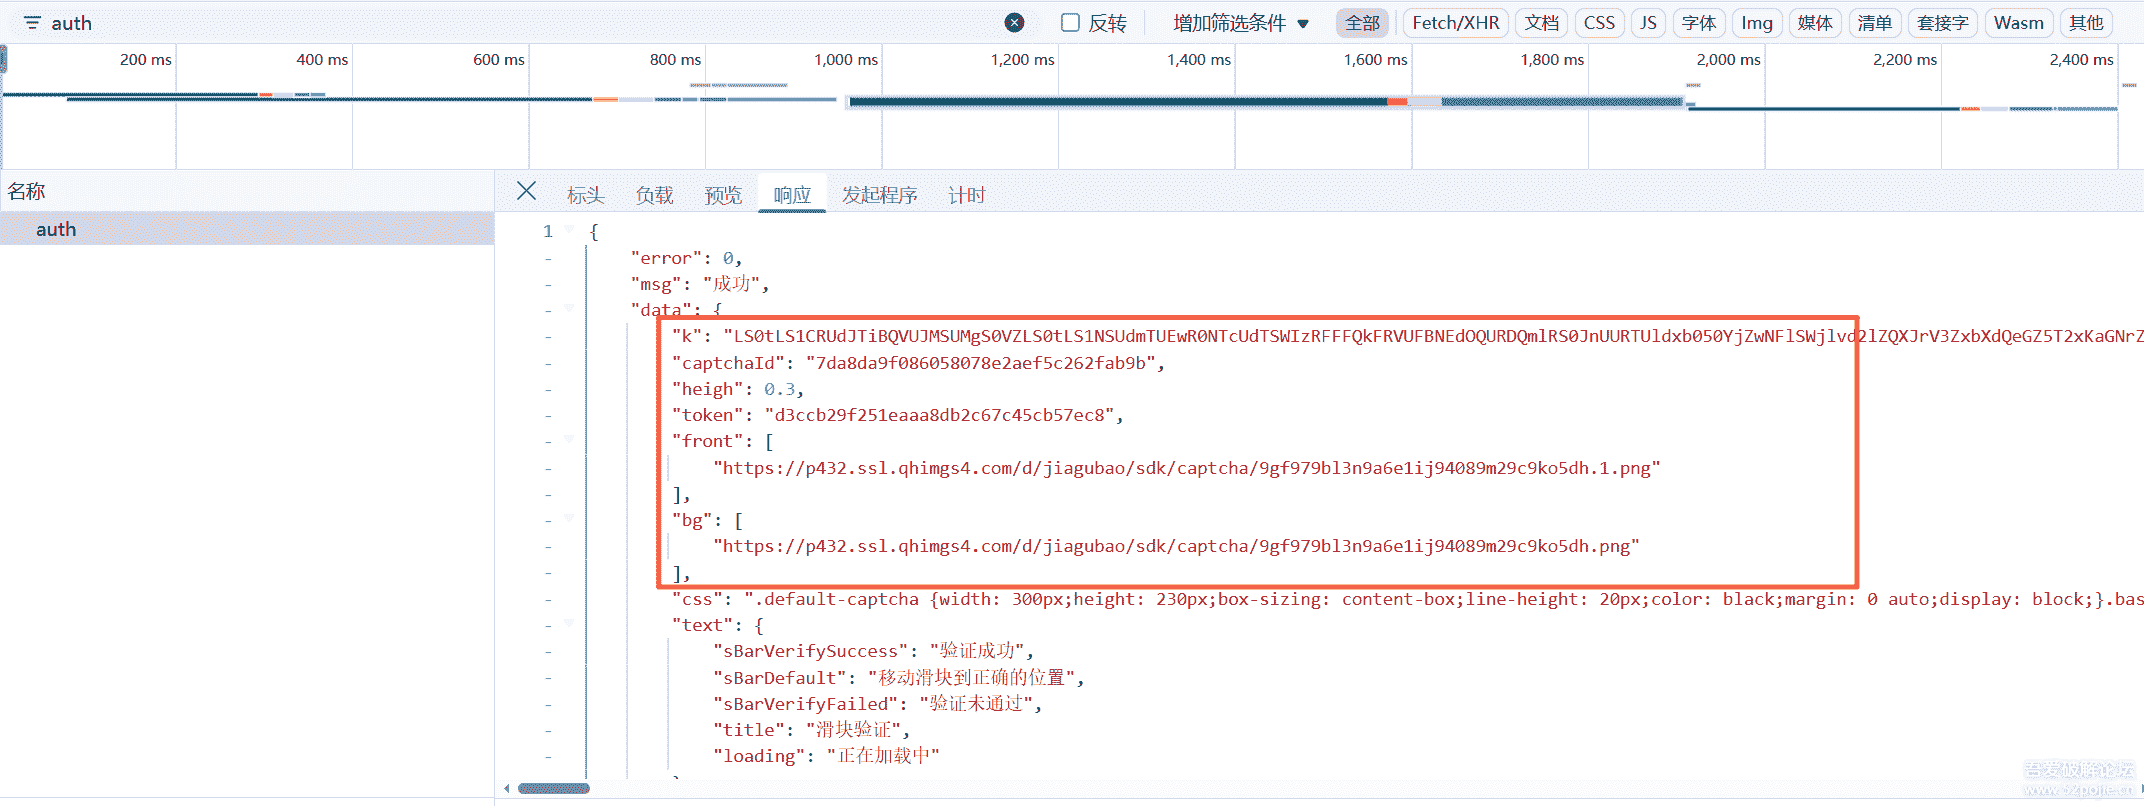 auth
反转
增加筛选条件
全部
Fetch/XHR
文档
CSS
JS
字体
Img
媒体
清单
套接字
Wasm
其他
200 ms
400 ms
600 ms
800 ms
1,000 ms
1,200 ms
1,400 ms
1,600 ms
1,800 ms
2,000 ms
2,200 ms
2,400 ms
名称
标头
负载
预览
响应
发起程序
计时
auth
1 {
"error": 0,
"msg": "成功",
"data": {
"captchaId": "7da8da9f086058078e2aef5c262fab9b",
"heigh": 0.3,
"token": "d3ccb29f251eaaa8db2c67c45cb57ec8",
"front": [
"https://p432.ssl.qhimgs4.com/d/jiagubao/sdk/captcha/9gf979bl3n9a6e1ij94089m29c9ko5dh.1.png"
],
"bg": [
"https://p432.ssl.qhimgs4.com/d/jiagubao/sdk/captcha/9gf979bl3n9a6e1ij94089m29c9ko5dh.png"
],
"css": ".default-captcha {width: 300px;height: 230px;box-sizing: content-box;line-height: 20px;color: black;margin: 0 auto;display: block;}.bas
"text": {
"sBarVerifySuccess": "验证成功",
"sBarDefault": "移动滑块到正确的位置",
"sBarVerifyFailed": "验证未通过",
"title": "滑块验证",
"loading": "正在加载中"
吾爱破解论坛
www.52pojie.cn